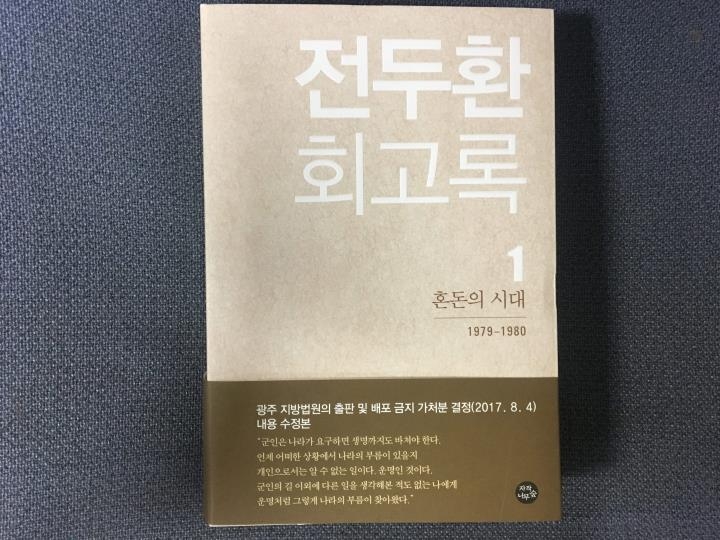 전두환
회고록
1
혼돈의 시대
1979-1980
광주 지방법원의 출판 및 배포 금지 가처분 결정(2017. 8. 4)
내용 수정본
"군인은 나라가 요구하면 생명까지도 바쳐야 한다.
언제 어떠한 상황에서 나라의 부름이 있을지
개인으로서는 알 수 없는 일이다. 운명인 것이다.
군인의 길 이외에 다른 일을 생각해본 적도 없는 나에게
운명처럼 그렇게 나라의 부름이 찾아왔다."
자작
나무숲